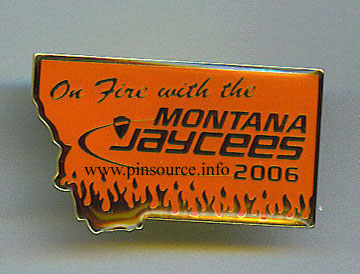 On Fire with the
MONTANA
Jaycees
www.pinsource.info 2006